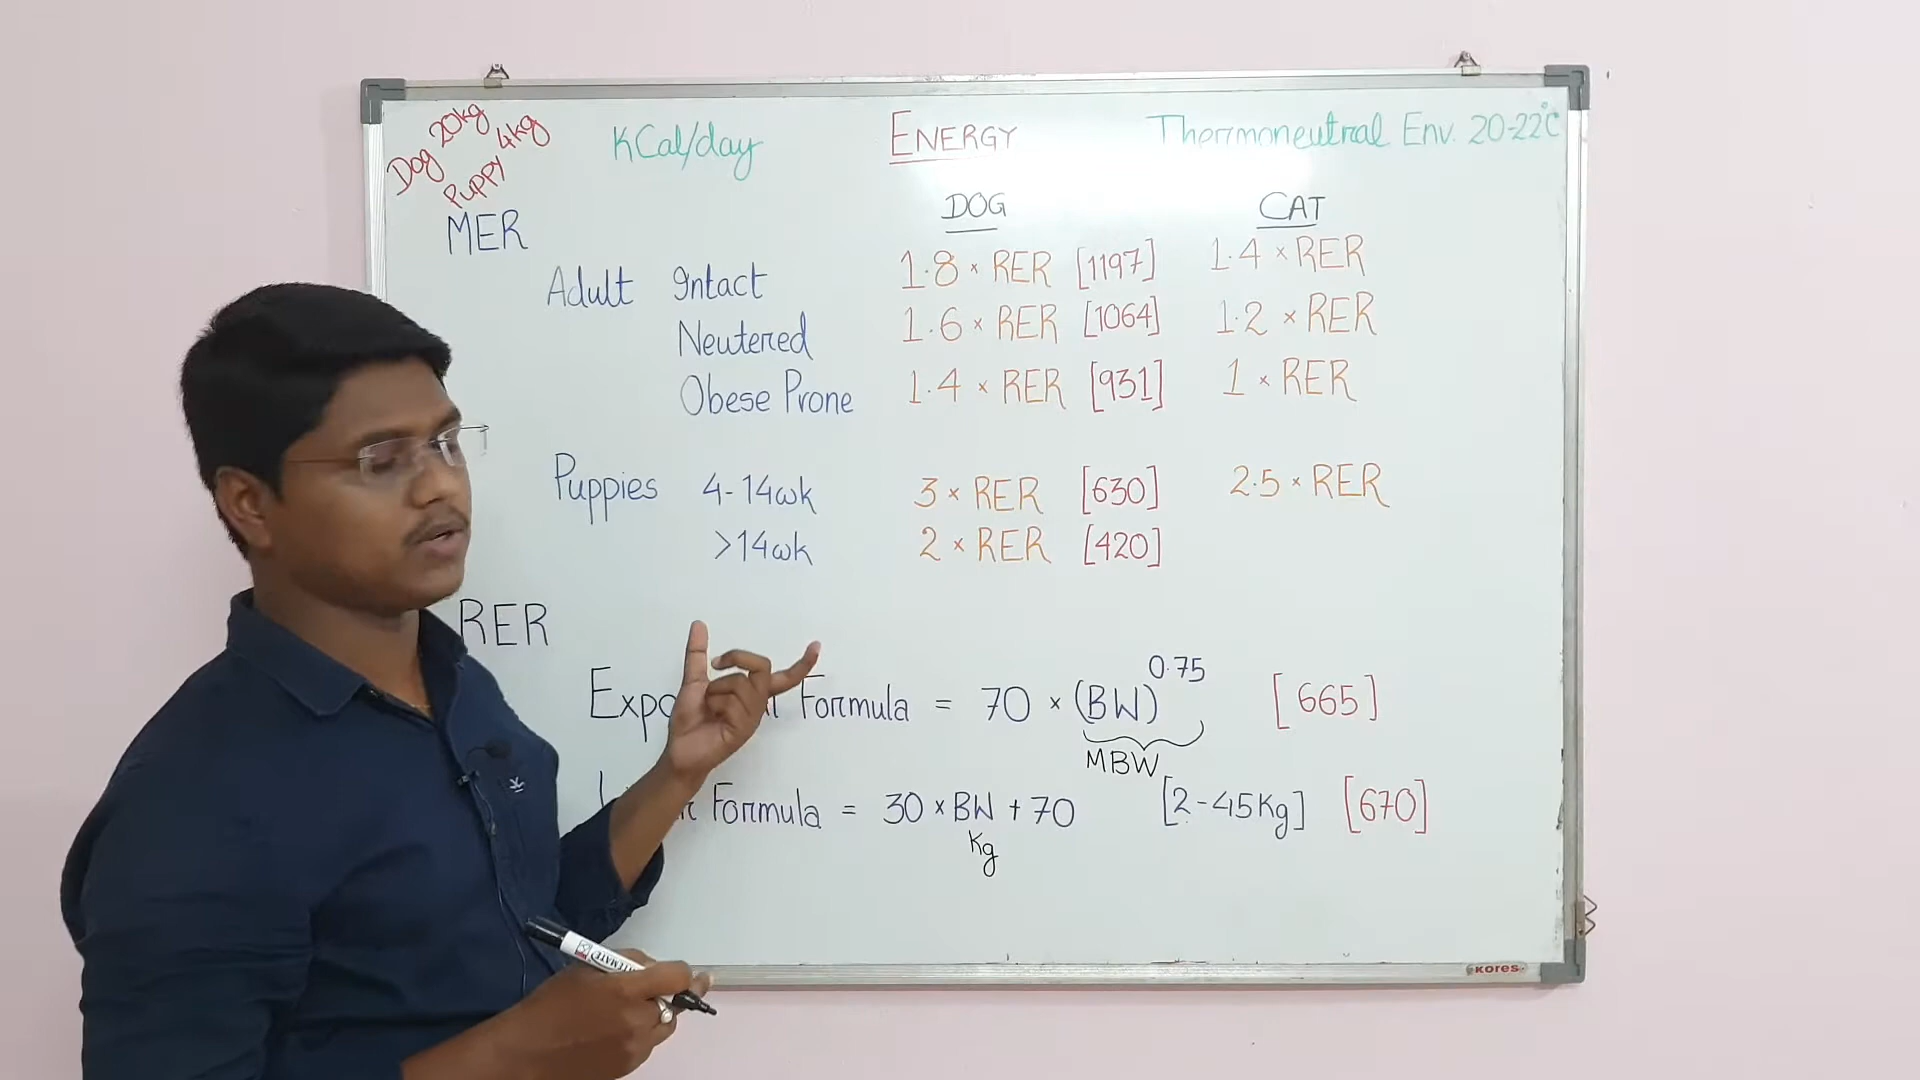 Dog 20kg
Puppy 4kg
KCal/day
ENERGY
Thermoneutral Env. 20-22°C
DOG
CAT
MER
Adult Intact 1.8 × RER [1197] 1.4 × RER
Neutered 1.6 × RER [1064] 1.2 × RER
Obese Prone 1.4 × RER [931] 1 × RER
Puppies 4-14wk 3 × RER [630] 2.5 × RER
>14wk 2 × RER [420]
RER
Formula = 70 × (BW)^0.75 [665]
MBW
Formula = 30 × BW + 70 [2-45Kg] [670]
Kg
KORES